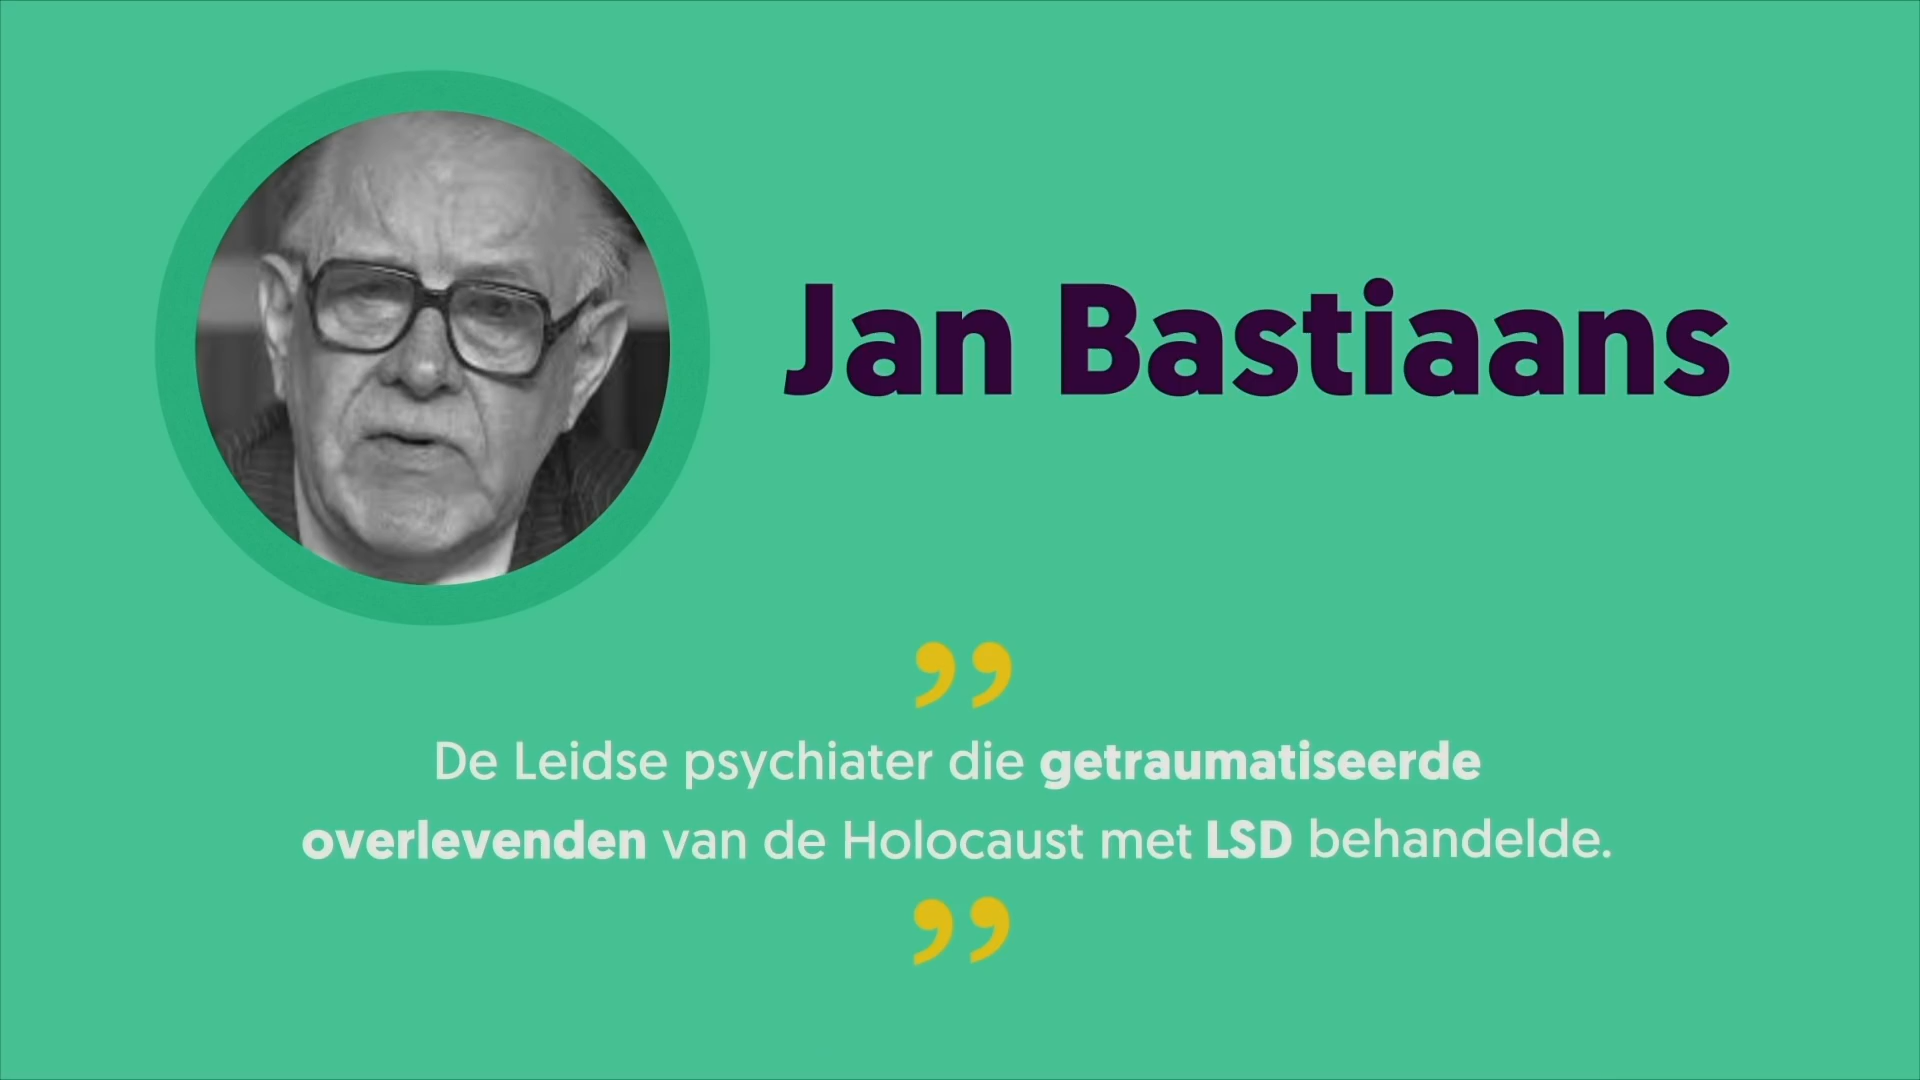 Jan Bastiaans
”
De Leidse psychiater die getraumatiseerde
overlevenden van de Holocaust met LSD behandelde.
”